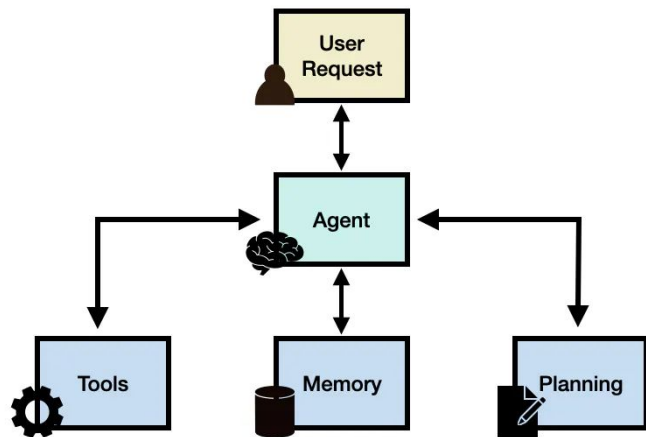 User
Request
Agent
Tools
Memory
Planning